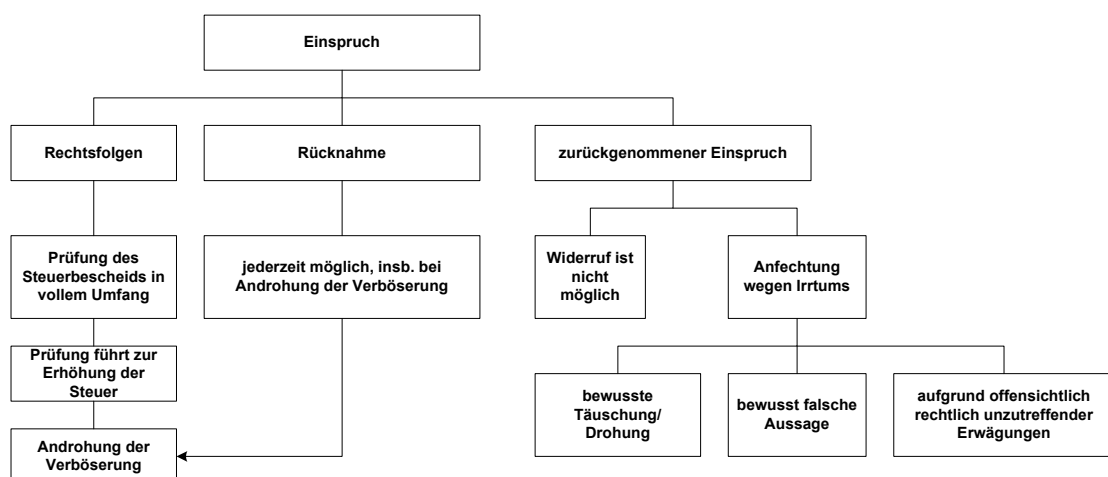 Einspruch
Rechtsfolgen
Rücknahme
zurückgenommener Einspruch
Prüfung des
Steuerbescheids in
vollem Umfang
jederzeit möglich, insb. bei
Androhung der Verböserung
Widerruf ist
nicht
möglich
Anfechtung
wegen Irrtums
Prüfung führt zur
Erhöhung der
Steuer
bewusste
Täuschung/
Drohung
bewusst falsche
Aussage
aufgrund offensichtlich
rechtlich unzutreffender
Erwägungen
Androhung der
Verböserung